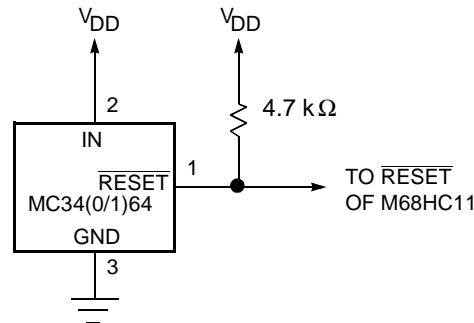 VDD
VDD
2
4.7 kΩ
IN
RESET
1
TO RESET
OF M68HC11
MC34(0/1)64
GND
3